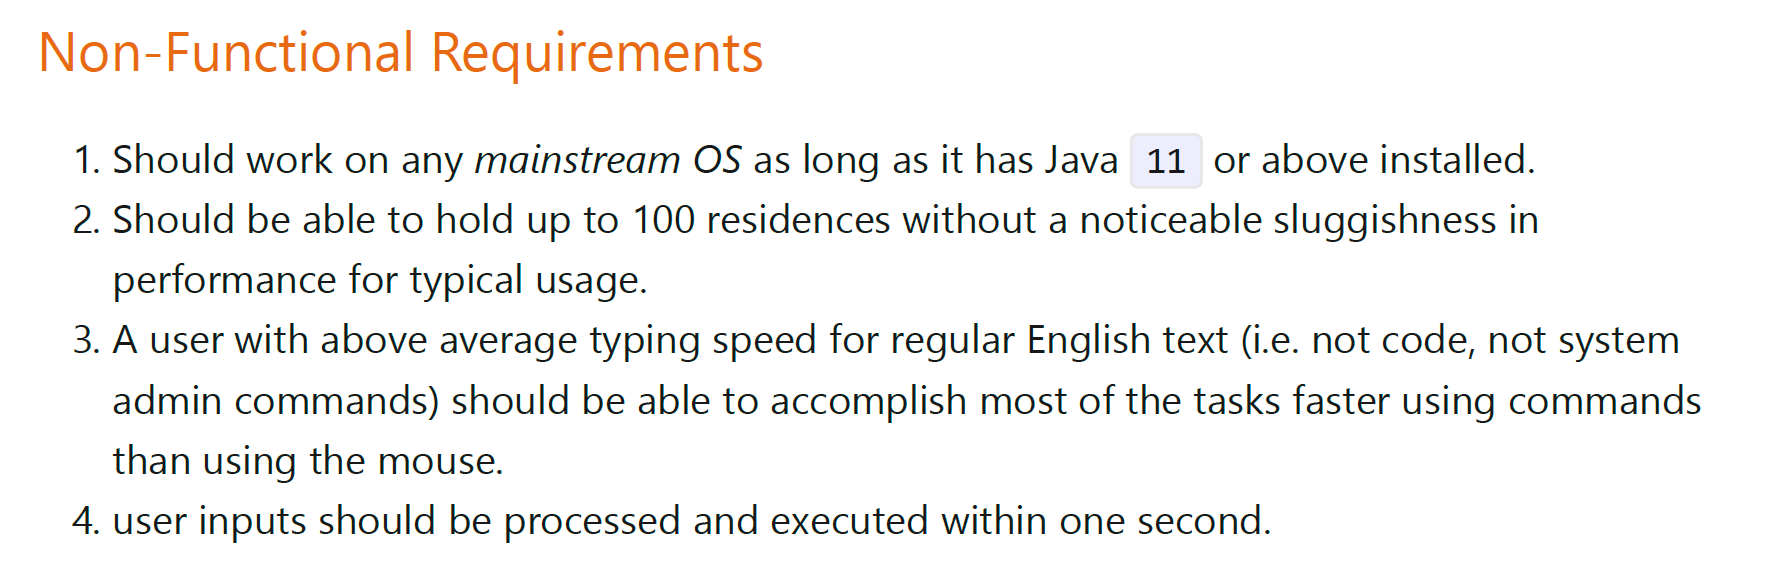 Non-Functional Requirements
1. Should work on any mainstream OS as long as it has Java 11 or above installed.
2. Should be able to hold up to 100 residences without a noticeable sluggishness in
performance for typical usage.
3. A user with above average typing speed for regular English text (i.e. not code, not system
admin commands) should be able to accomplish most of the tasks faster using commands
than using the mouse.
4. user inputs should be processed and executed within one second.